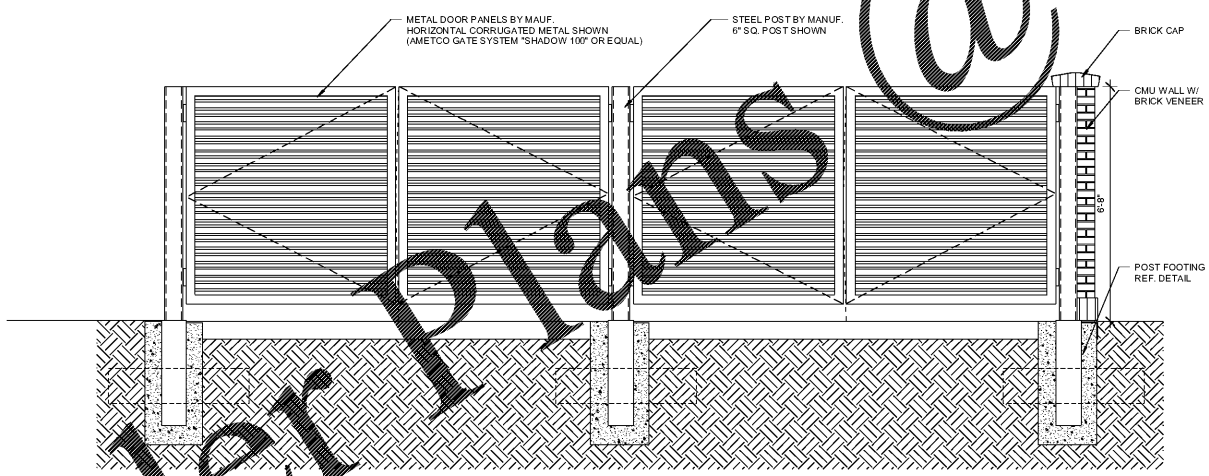 METAL DOOR PANELS BY MAUF.
HORIZONTAL CORRUGATED METAL SHOWN
(AMETCO GATE SYSTEM "SHADOW 100" OR EQUAL)
STEEL POST BY MANUF.
6" SQ. POST SHOWN
BRICK CAP
CMU WALL W/
BRICK VENEER
6'-8"
POST FOOTING
REF. DETAIL
Plans @